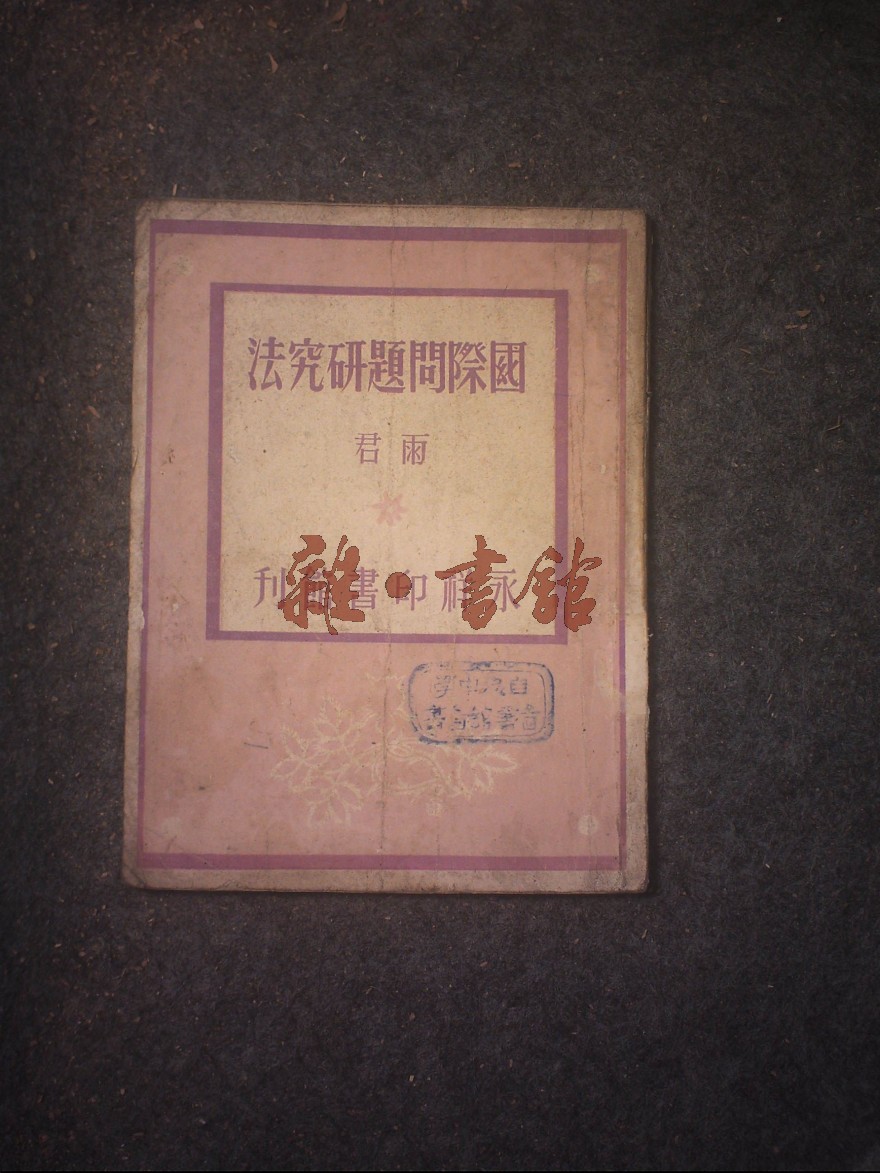 國際問題研究法
雨君
永祥印書館刊
雜·書館